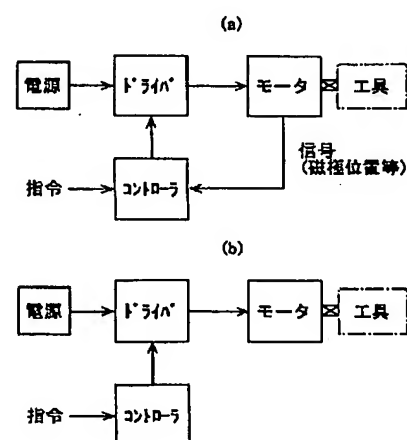 (a)
電源
ドライバ
モータ
工具
信号
(磁極位置等)
指令
コントローラ
(b)
電源
ドライバ
モータ
工具
指令
コントローラ